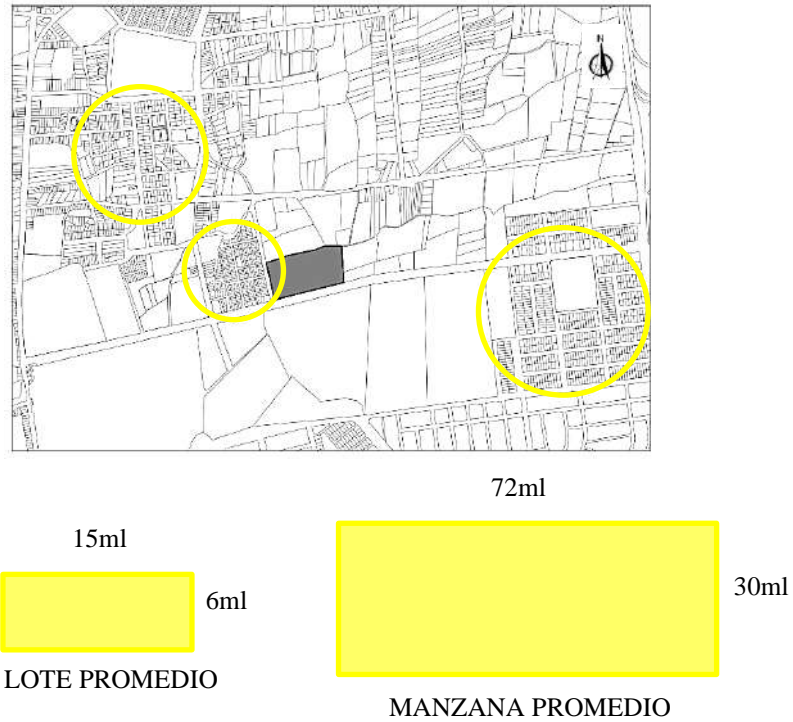 N
72ml
15ml
6ml
30ml
LOTE PROMEDIO
MANZANA PROMEDIO